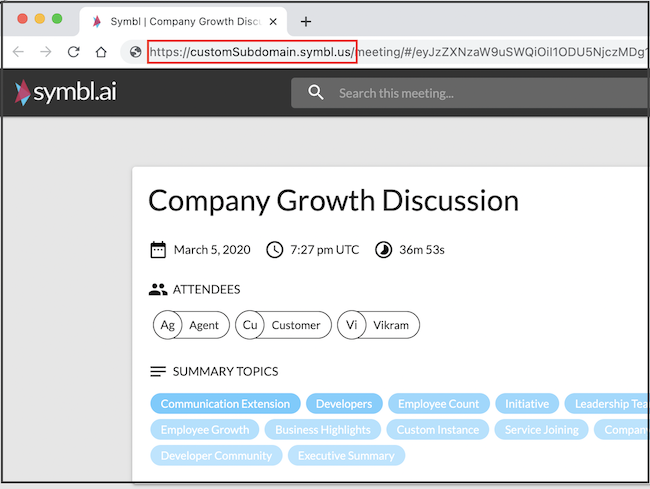 Symbl | Company Growth Discu
https://customSubdomain.symbl.us/meeting/#/
symbl.ai
Search this meeting...
Company Growth Discussion
March 5, 2020 7:27 pm UTC 36m 53s
ATTENDEES
Ag Agent Cu Customer Vi Vikram
SUMMARY TOPICS
Communication Extension Developers Employee Count Initiative Leadership Tea
Employee Growth Business Highlights Custom Instance Service Joining Company
Developer Community Executive Summary